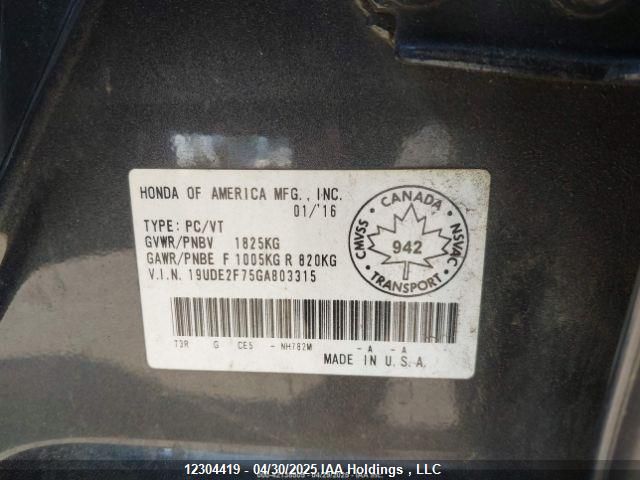 HONDA OF AMERICA MFG., INC.
01/'16
TYPE: PC/VT
GVWR/PNBV 1825KG
GAWR/PNBE F 1005KG R 820KG
V.I.N. 19UDE2F75GA803315
CANADA
CMVSS
NSVAC
942
TRANSPORT
T3R G CE5 - NH782M - A - A
MADE IN U.S.A.
12304419 - 04/30/2025 IAA Holdings , LLC